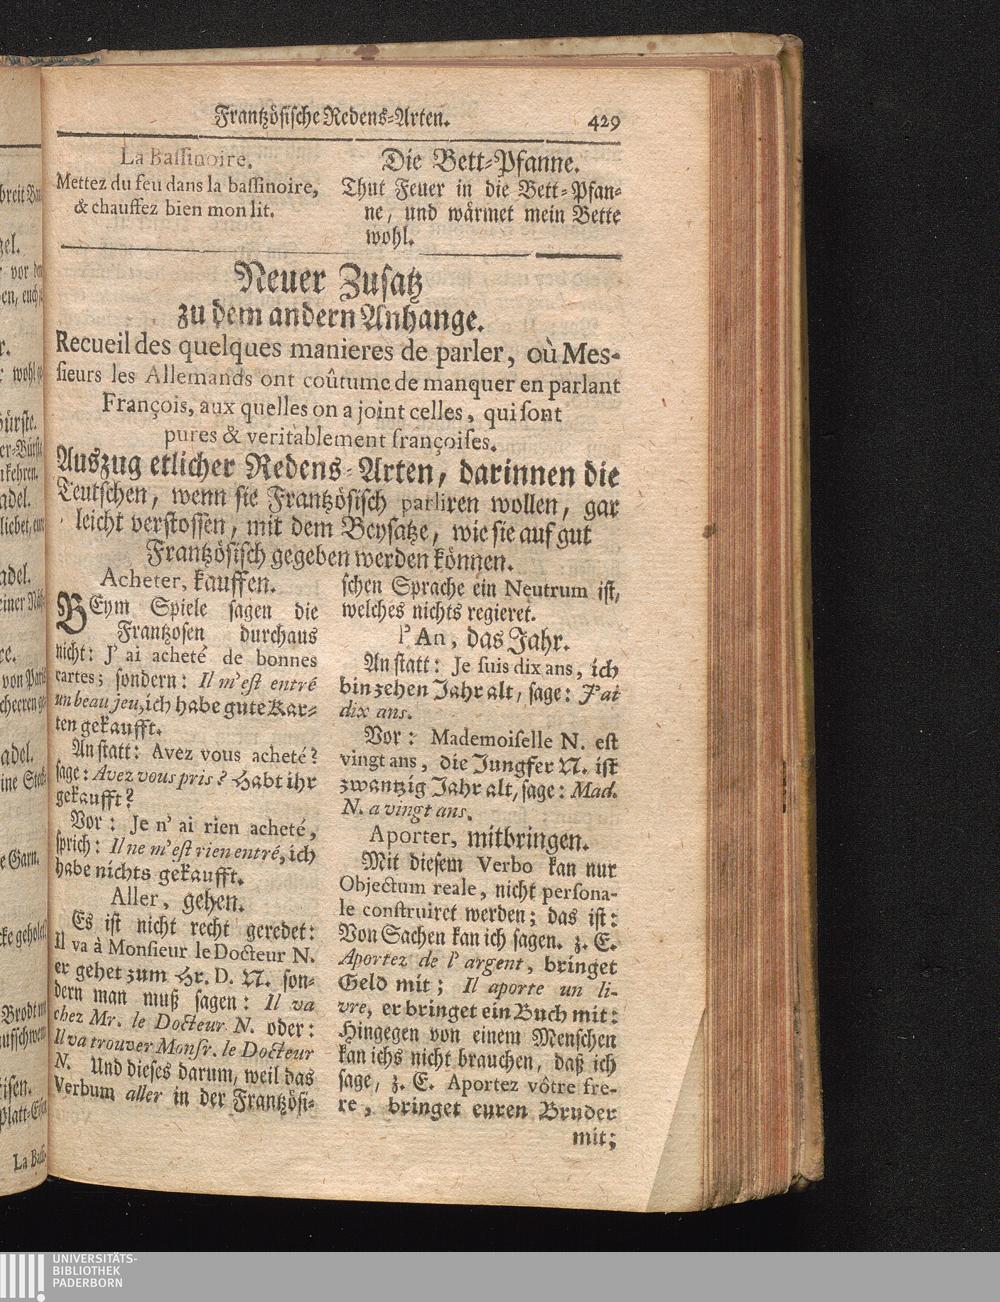 Frantzösische Redens-Arten. 429
La Bassinoire.
Mettez du feu dans la bassinoire,
& chauffez bien mon lit.
Die Bett-Pfanne.
Thut Feuer in die Bett-Pfan-
ne, und wärmet mein Bette
wohl.
Neuer Zusatz
zu dem andern Anhange.
Recueil des quelques manieres de parler, où Mes-
sieurs les Allemands ont coûtume de manquer en parlant
François, aux quelles on a joint celles, qui sont
pures & veritablement françoises.
Auszug etlicher Redens-Arten, darinnen die
Teutschen, wenn sie Frantzösisch parliren wollen, gar
leicht verstossen, mit dem Beysatze, wie sie auf gut
Frantzösisch gegeben werden können.
Acheter, kauffen.
BEym Spiele sagen die
Frantzosen durchaus
nicht: J' ai acheté de bonnes
cartes; sondern: Il m'est entré
un beau jeu, ich habe gute Kar-
ten gekaufft.
Anstatt: Avez vous acheté?
sage: Avez vous pris? Habt ihr
gekaufft?
Vor: Je n' ai rien acheté,
sprich: Il ne m'est rien entré, ich
habe nichts gekaufft.
Aller, gehen.
Es ist nicht recht geredet:
Il va à Monsieur le Docteur N.
er gehet zum Hr. D. N. son-
dern man muß sagen: Il va
chez Mr. le Docteur N. oder:
Il va trouver Monsr. le Docteur
N. Und dieses darum, weil das
Verbum aller in der Frantzösi-
schen Sprache ein Neutrum ist,
welches nichts regieret.
l' An, das Jahr.
Anstatt: Je suis dix ans, ich
bin zehen Jahr alt, sage: J'ai
dix ans.
Vor: Mademoiselle N. est
vingt ans, die Jungfer N. ist
zwantzig Jahr alt, sage: Mad.
N. a vingt ans.
Aporter, mitbringen.
Mit diesem Verbo kan nur
Objectum reale, nicht persona-
le construiret werden; das ist:
Von Sachen kan ich sagen. z. E.
Aportez de l' argent, bringet
Geld mit; Il aporte un li-
vre, er bringet ein Buch mit:
Hingegen von einem Menschen
kan ichs nicht brauchen, daß ich
sage, z. E. Aportez vôtre fre-
re, bringet euren Bruder
mit;
UNIVERSITÄTS-
BIBLIOTHEK
PADERBORN